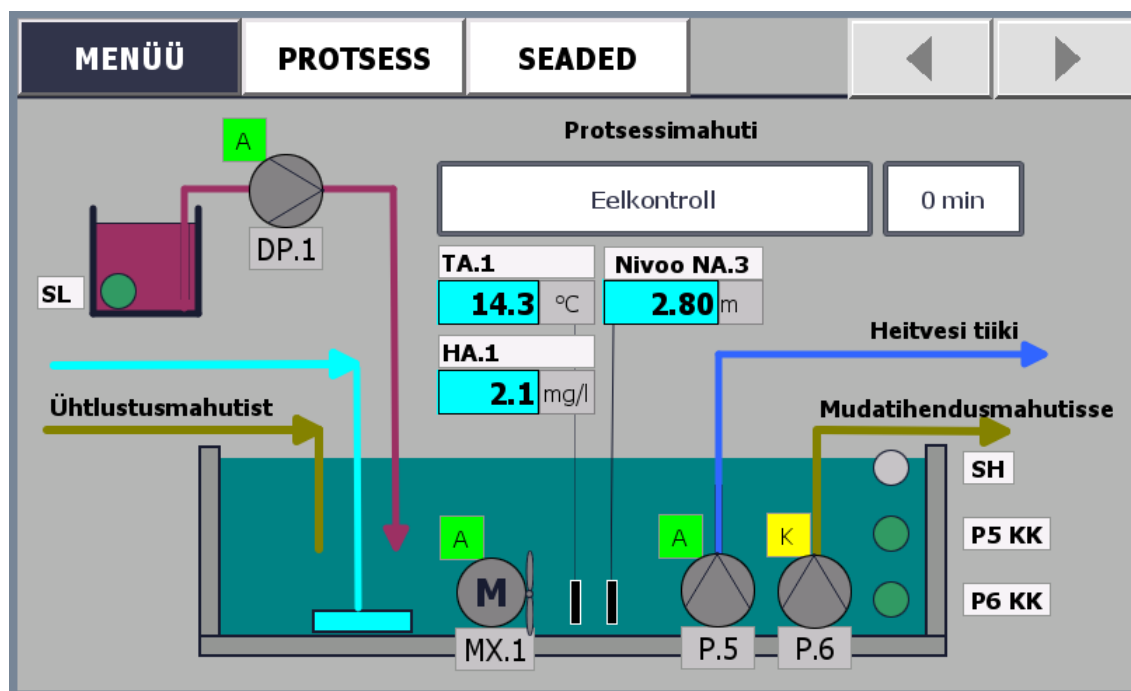 MENÜÜ
PROTSESS
SEADED
A
Protsessimahuti
Eelkontroll
0 min
DP.1
TA.1
Nivoo NA.3
SL
14.3 °C
2.80 m
HA.1
Heitvesi tiiki
2.1 mg/l
Ühtlustusmahutist
Mudatihendusmahutisse
SH
A
A
K
P5 KK
M
P6 KK
MX.1
P.5
P.6